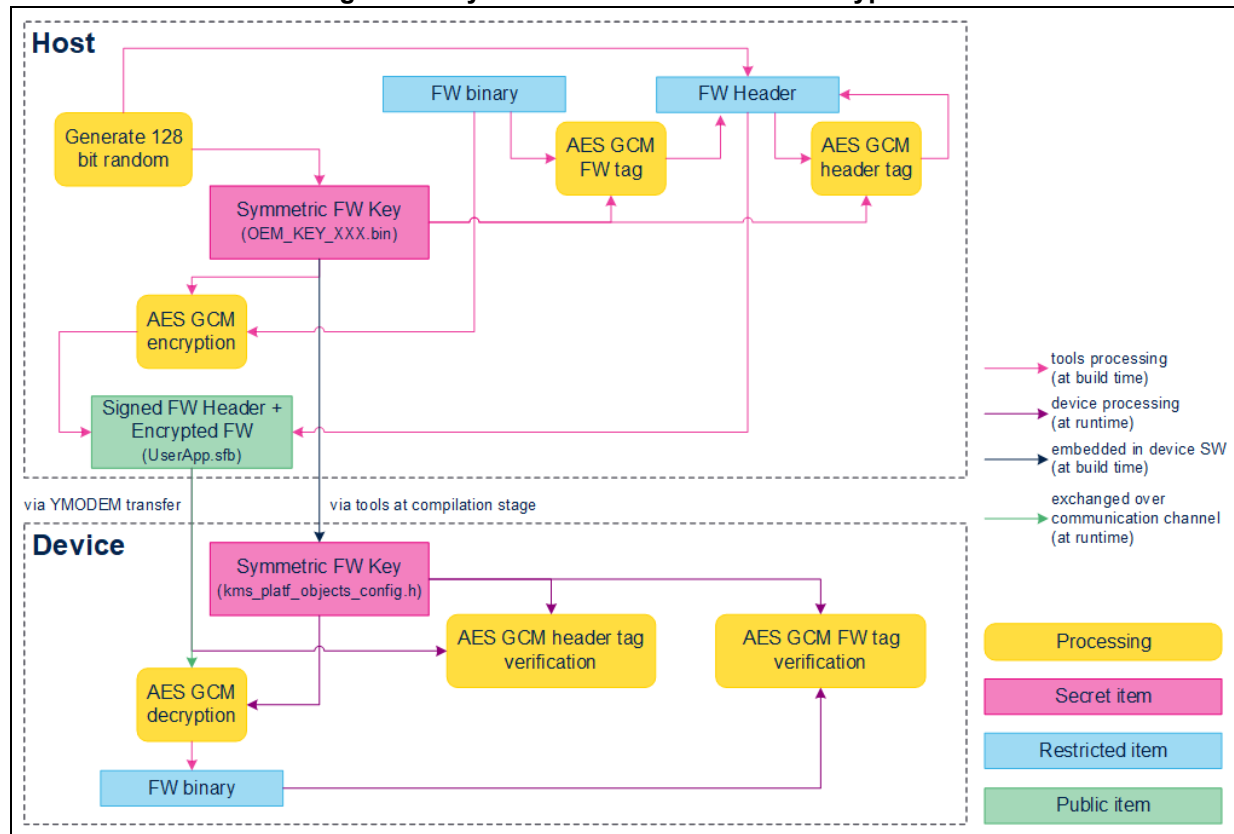 Host
FW binary
FW Header
Generate 128
bit random
AES GCM
FW tag
AES GCM
header tag
Symmetric FW Key
(OEM_KEY_XXX.bin)
AES GCM
encryption
Signed FW Header +
Encrypted FW
(UserApp.sfb)
tools processing
(at build time)
device processing
(at runtime)
embedded in device SW
(at build time)
exchanged over
communication channel
(at runtime)
via YMODEM transfer
via tools at compilation stage
Device
Symmetric FW Key
(kms_platf_objects_config.h)
AES GCM header tag
verification
AES GCM FW tag
verification
AES GCM
decryption
FW binary
Processing
Secret item
Restricted item
Public item